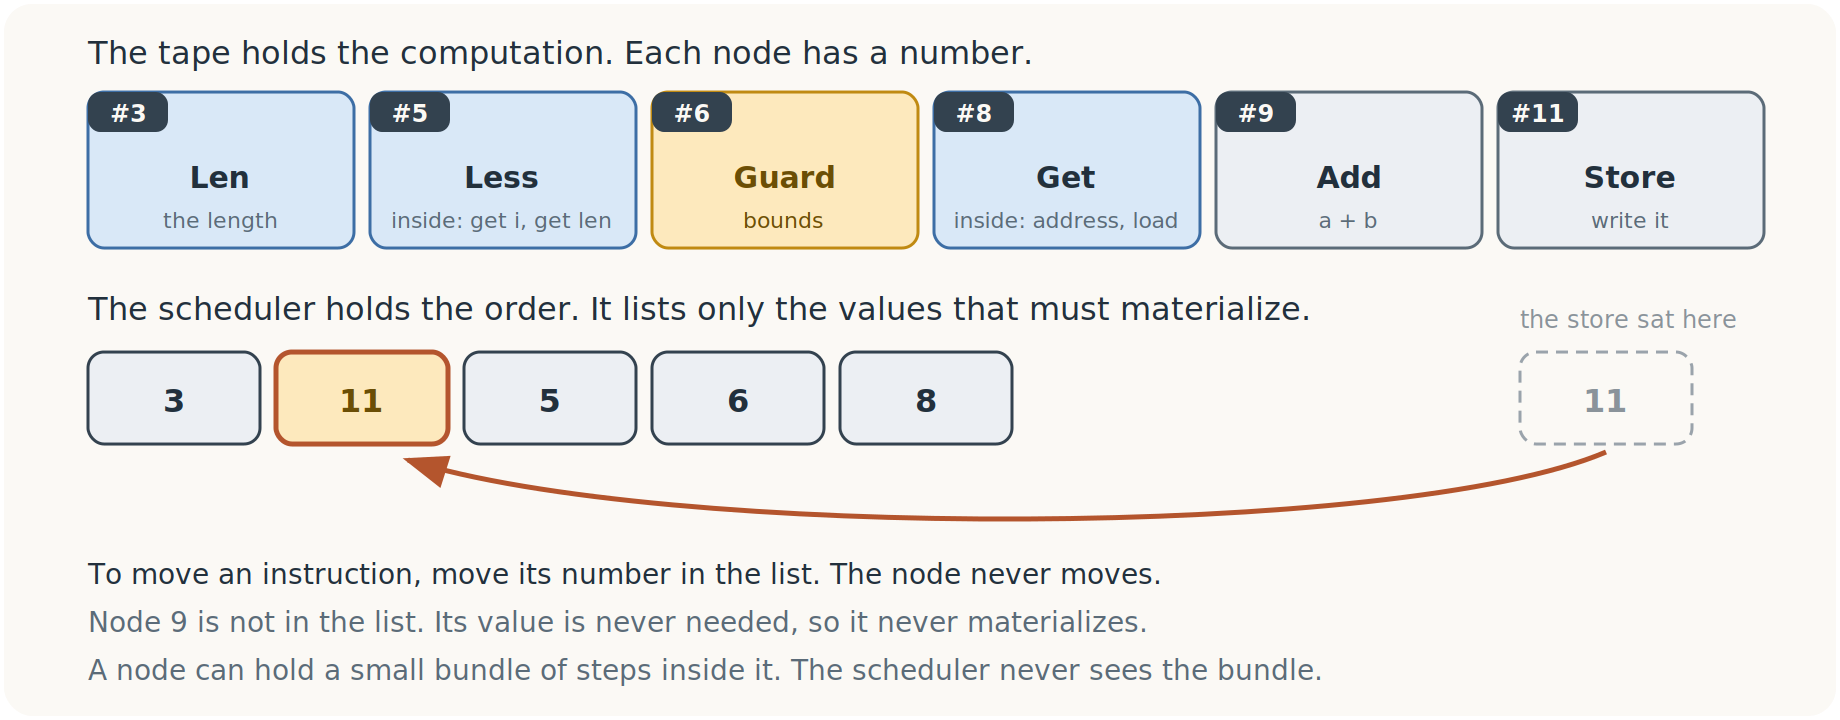 The tape holds the computation. Each node has a number.
#3 #5 #6 #8 #9 #11
Len Less Guard Get Add Store
the length inside: get i, get len bounds inside: address, load a + b write it
The scheduler holds the order. It lists only the values that must materialize.
the store sat here
3 11 5 6 8 11
To move an instruction, move its number in the list. The node never moves.
Node 9 is not in the list. Its value is never needed, so it never materializes.
A node can hold a small bundle of steps inside it. The scheduler never sees the bundle.